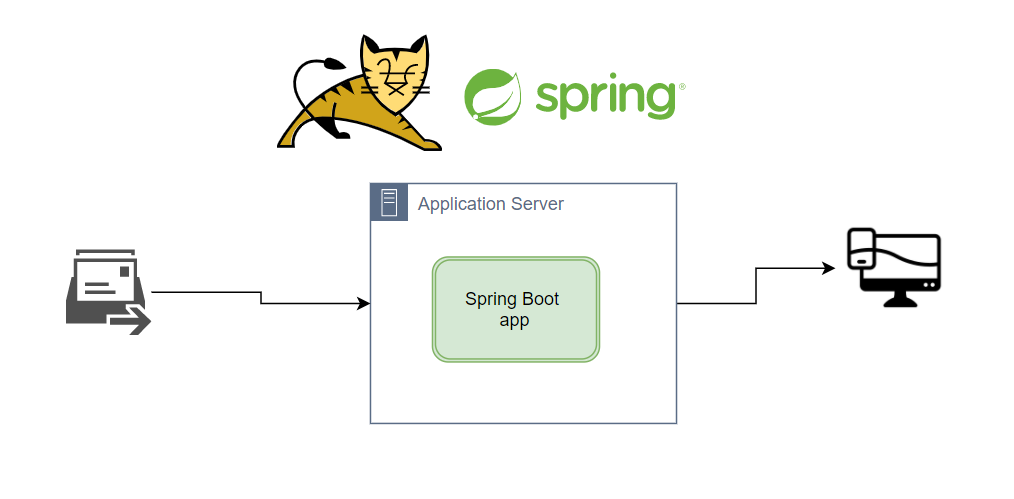 spring®
Application Server
Spring Boot
app